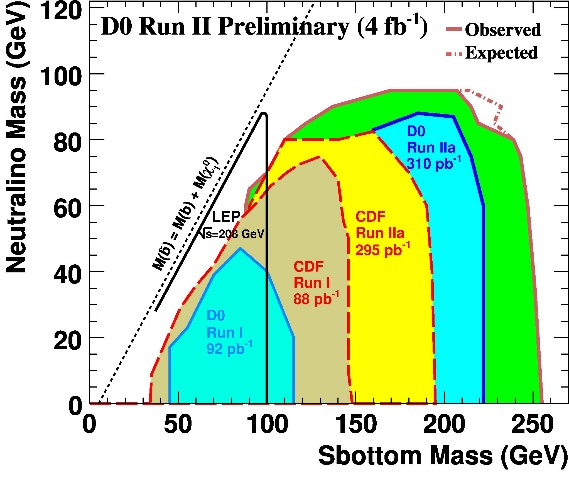 D0 Run II Preliminary (4 fb⁻¹)
Observed
Expected
Neutralino Mass (GeV)
120
100
80
60
40
20
0
M(b̃) = M(b) + M(χ̃⁰₁)
LEP
√s=208 GeV
D0
Run IIa
310 pb⁻¹
CDF
Run IIa
295 pb⁻¹
CDF
Run I
88 pb⁻¹
D0
Run I
92 pb⁻¹
0 50 100 150 200 250
Sbottom Mass (GeV)